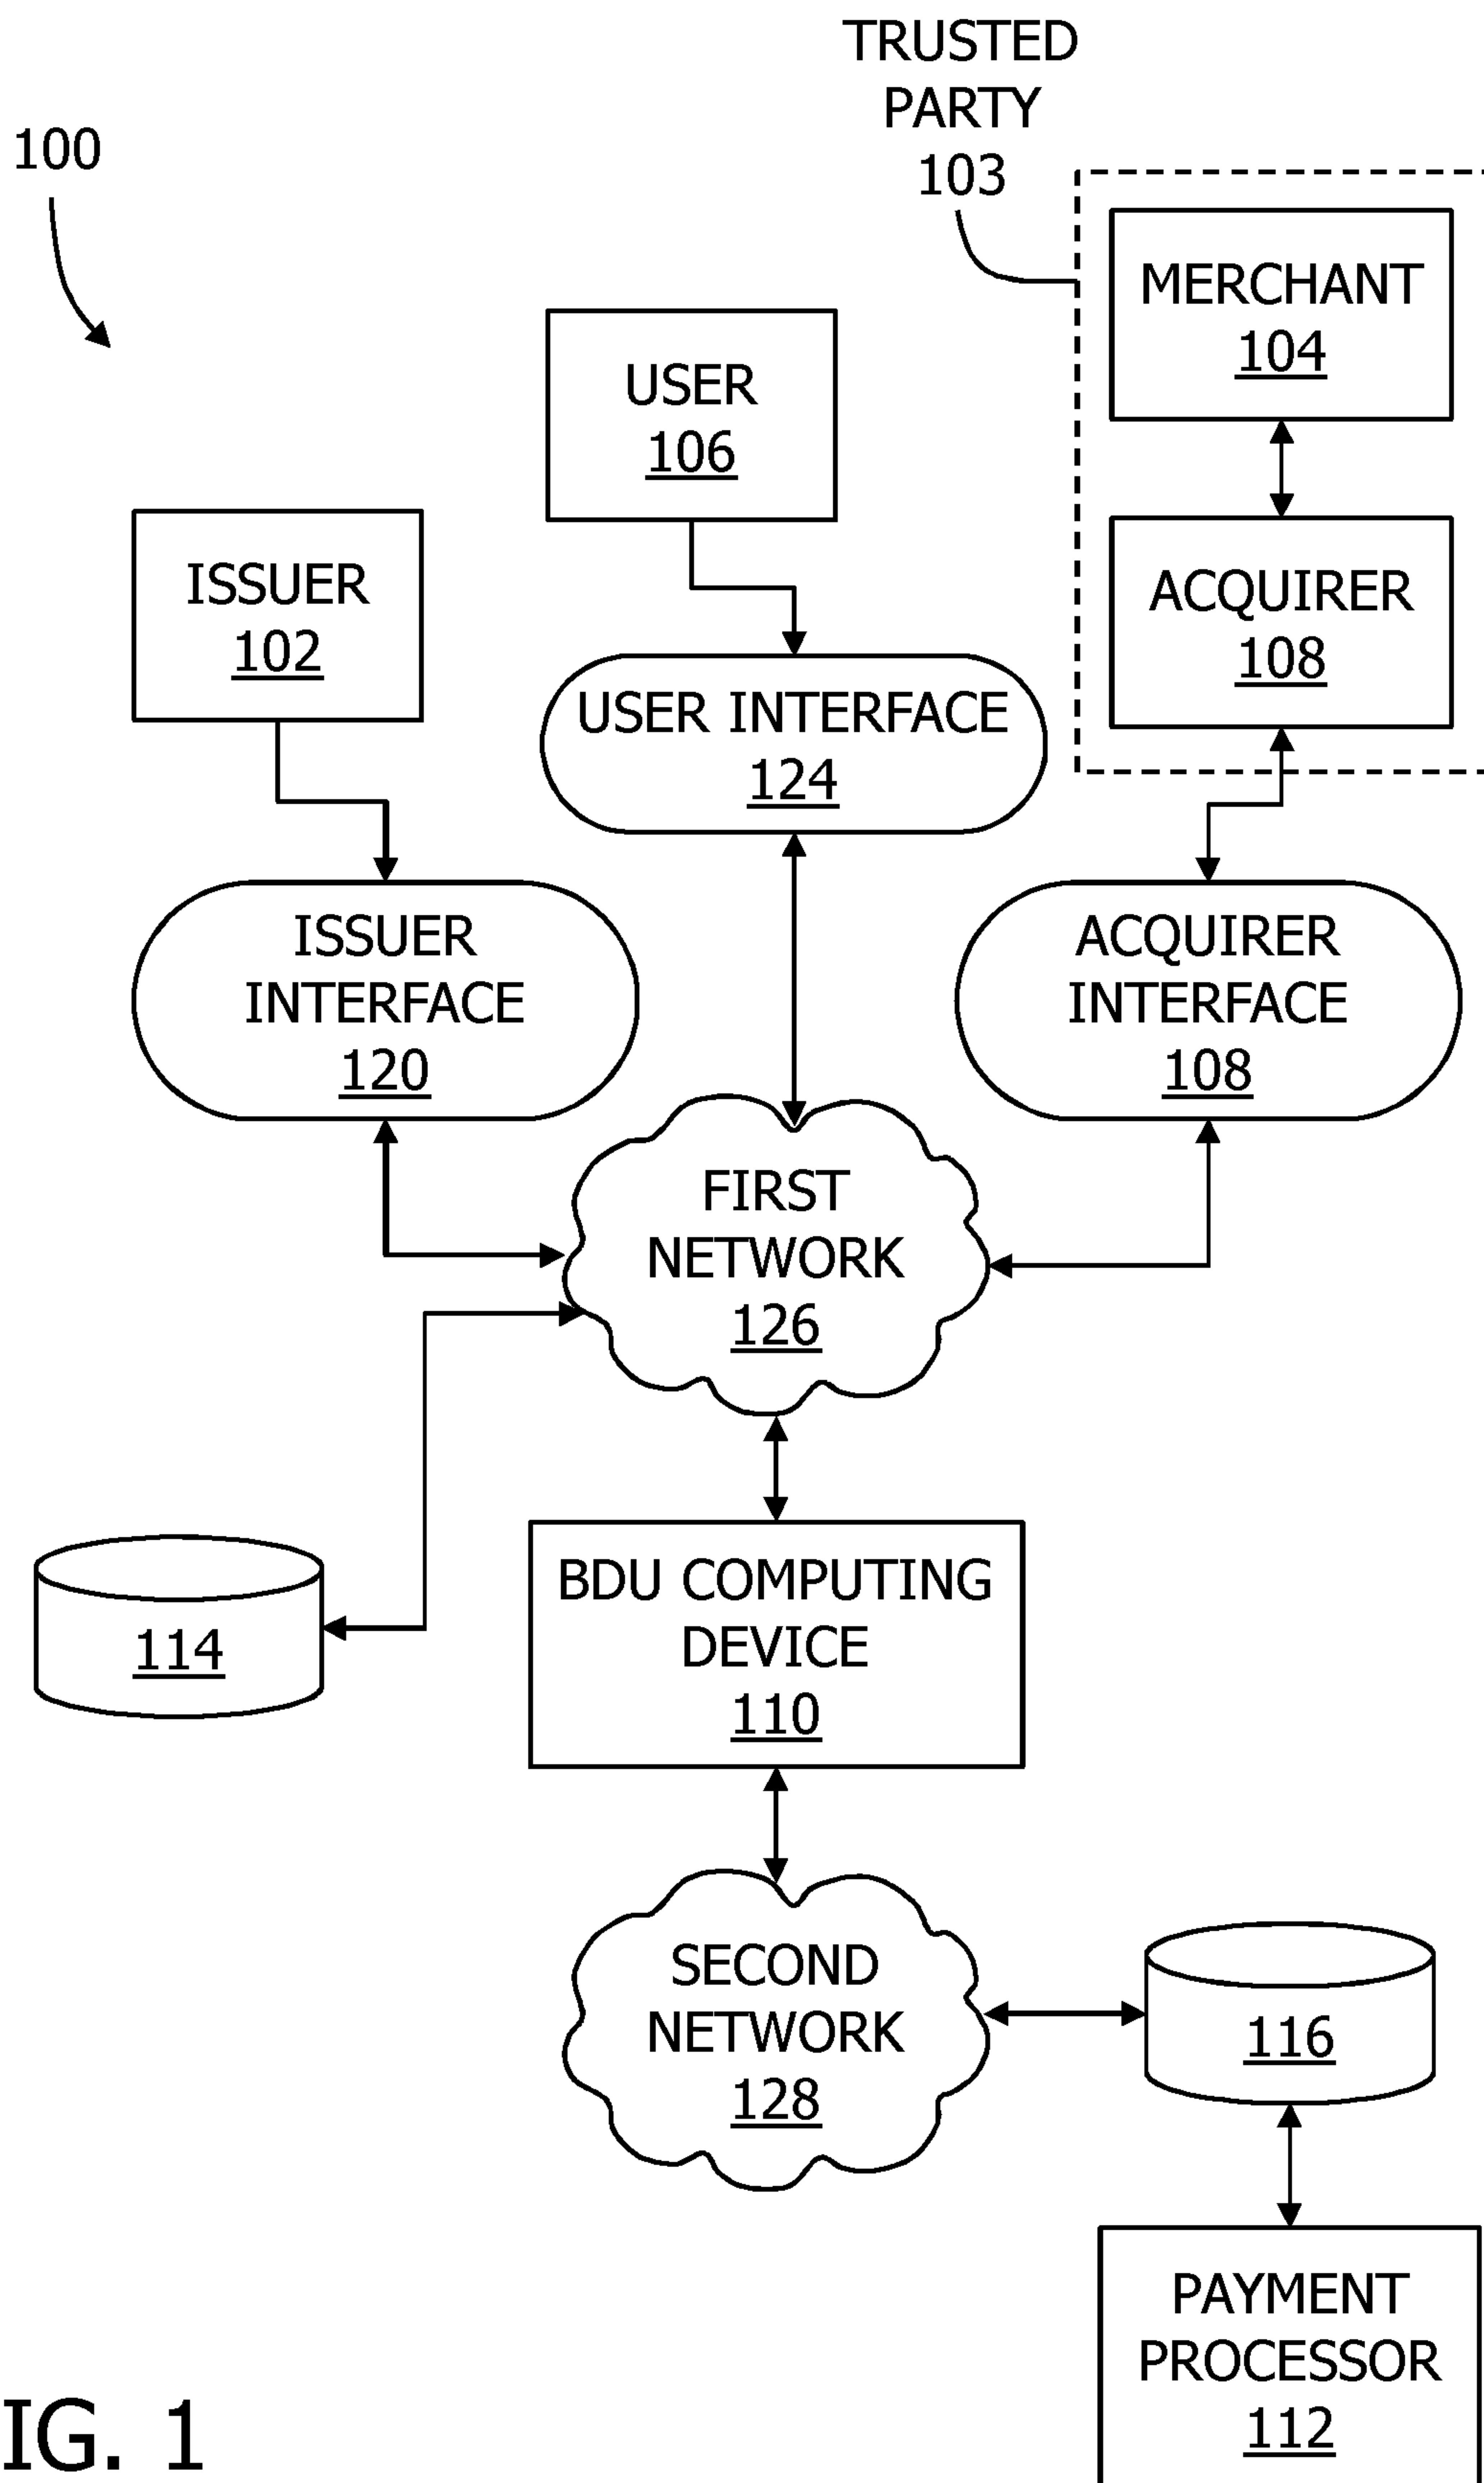 TRUSTED
PARTY
103
100
MERCHANT
104
USER
106
ISSUER
102
ACQUIRER
108
USER INTERFACE
124
ISSUER
INTERFACE
120
ACQUIRER
INTERFACE
108
FIRST
NETWORK
126
BDU COMPUTING
DEVICE
110
114
SECOND
NETWORK
128
116
PAYMENT
PROCESSOR
112
IG. 1